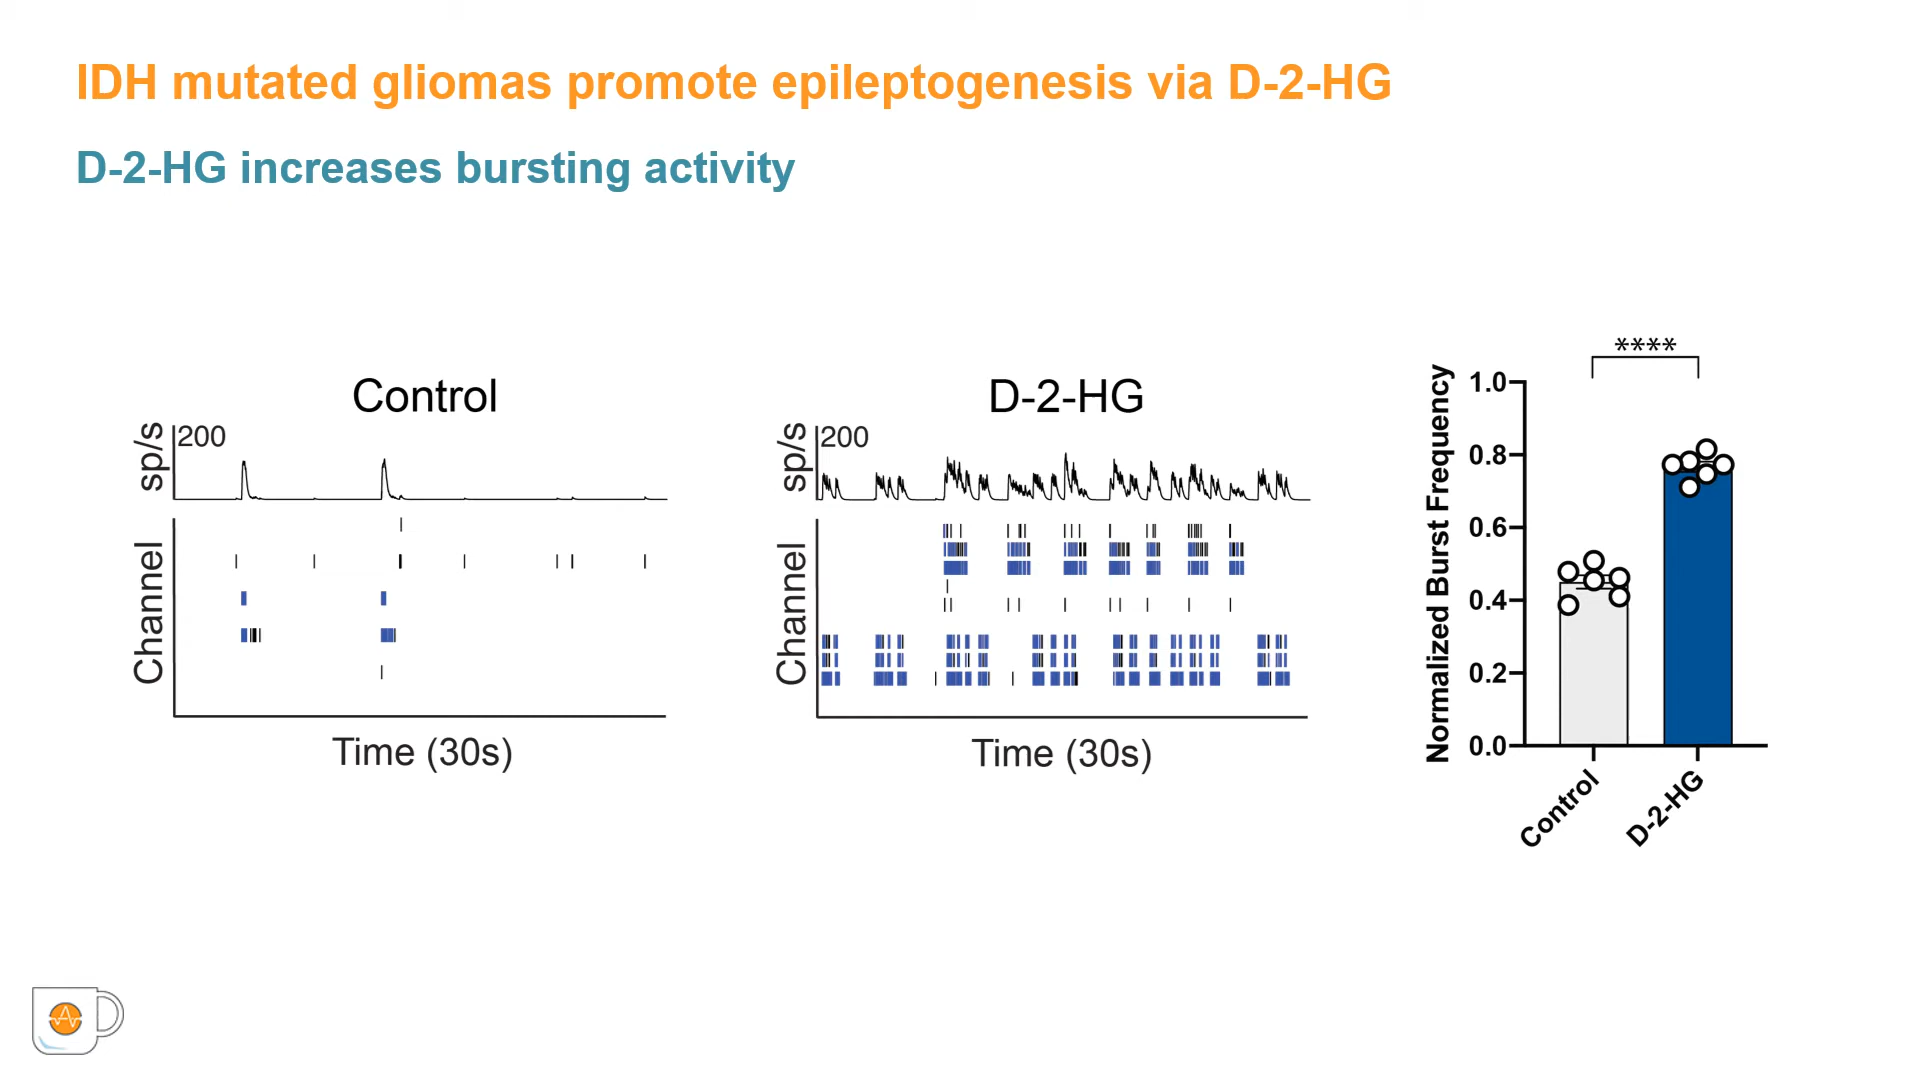 IDH mutated gliomas promote epileptogenesis via D-2-HG
D-2-HG increases bursting activity
Control
sp/s
200
Channel
Time (30s)
D-2-HG
sp/s
200
Channel
Time (30s)
****
Normalized Burst Frequency
1.0
0.8
0.6
0.4
0.2
0.0
Control
D-2-HG